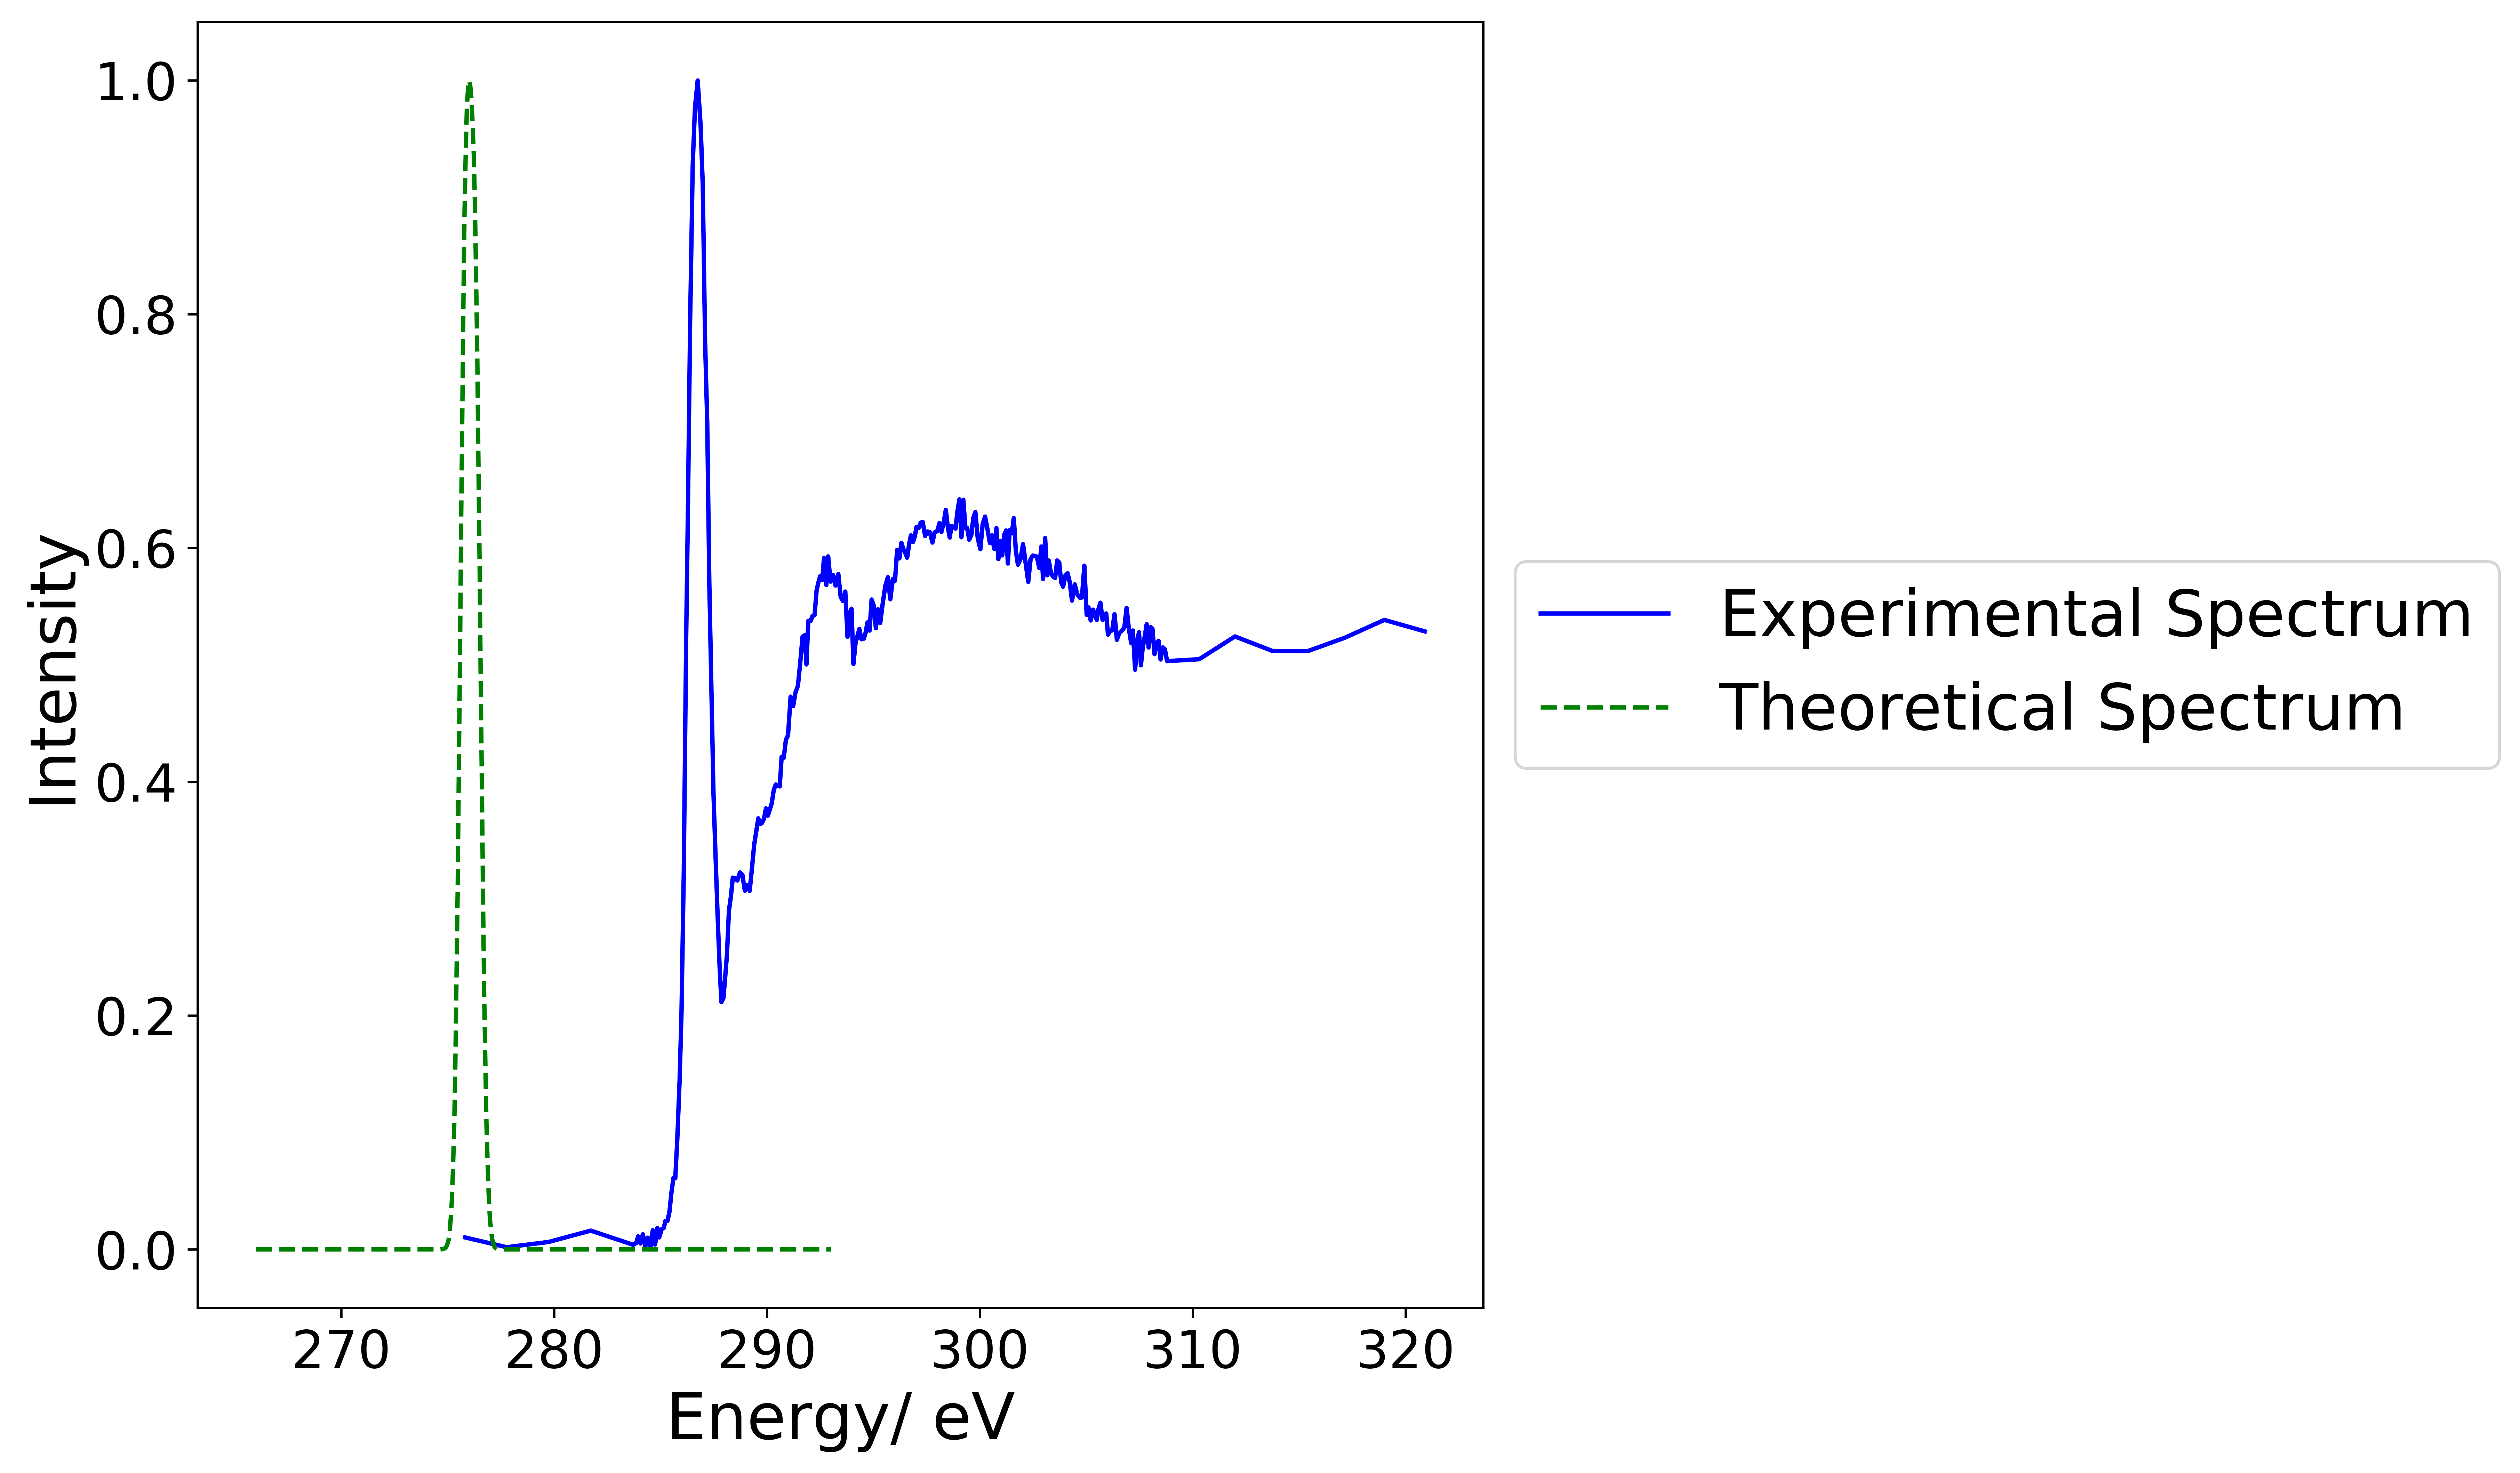 1.0
0.8
0.6
0.4
0.2
0.0
Intensity
270 280 290 300 310 320
Energy/ eV
Experimental Spectrum
Theoretical Spectrum